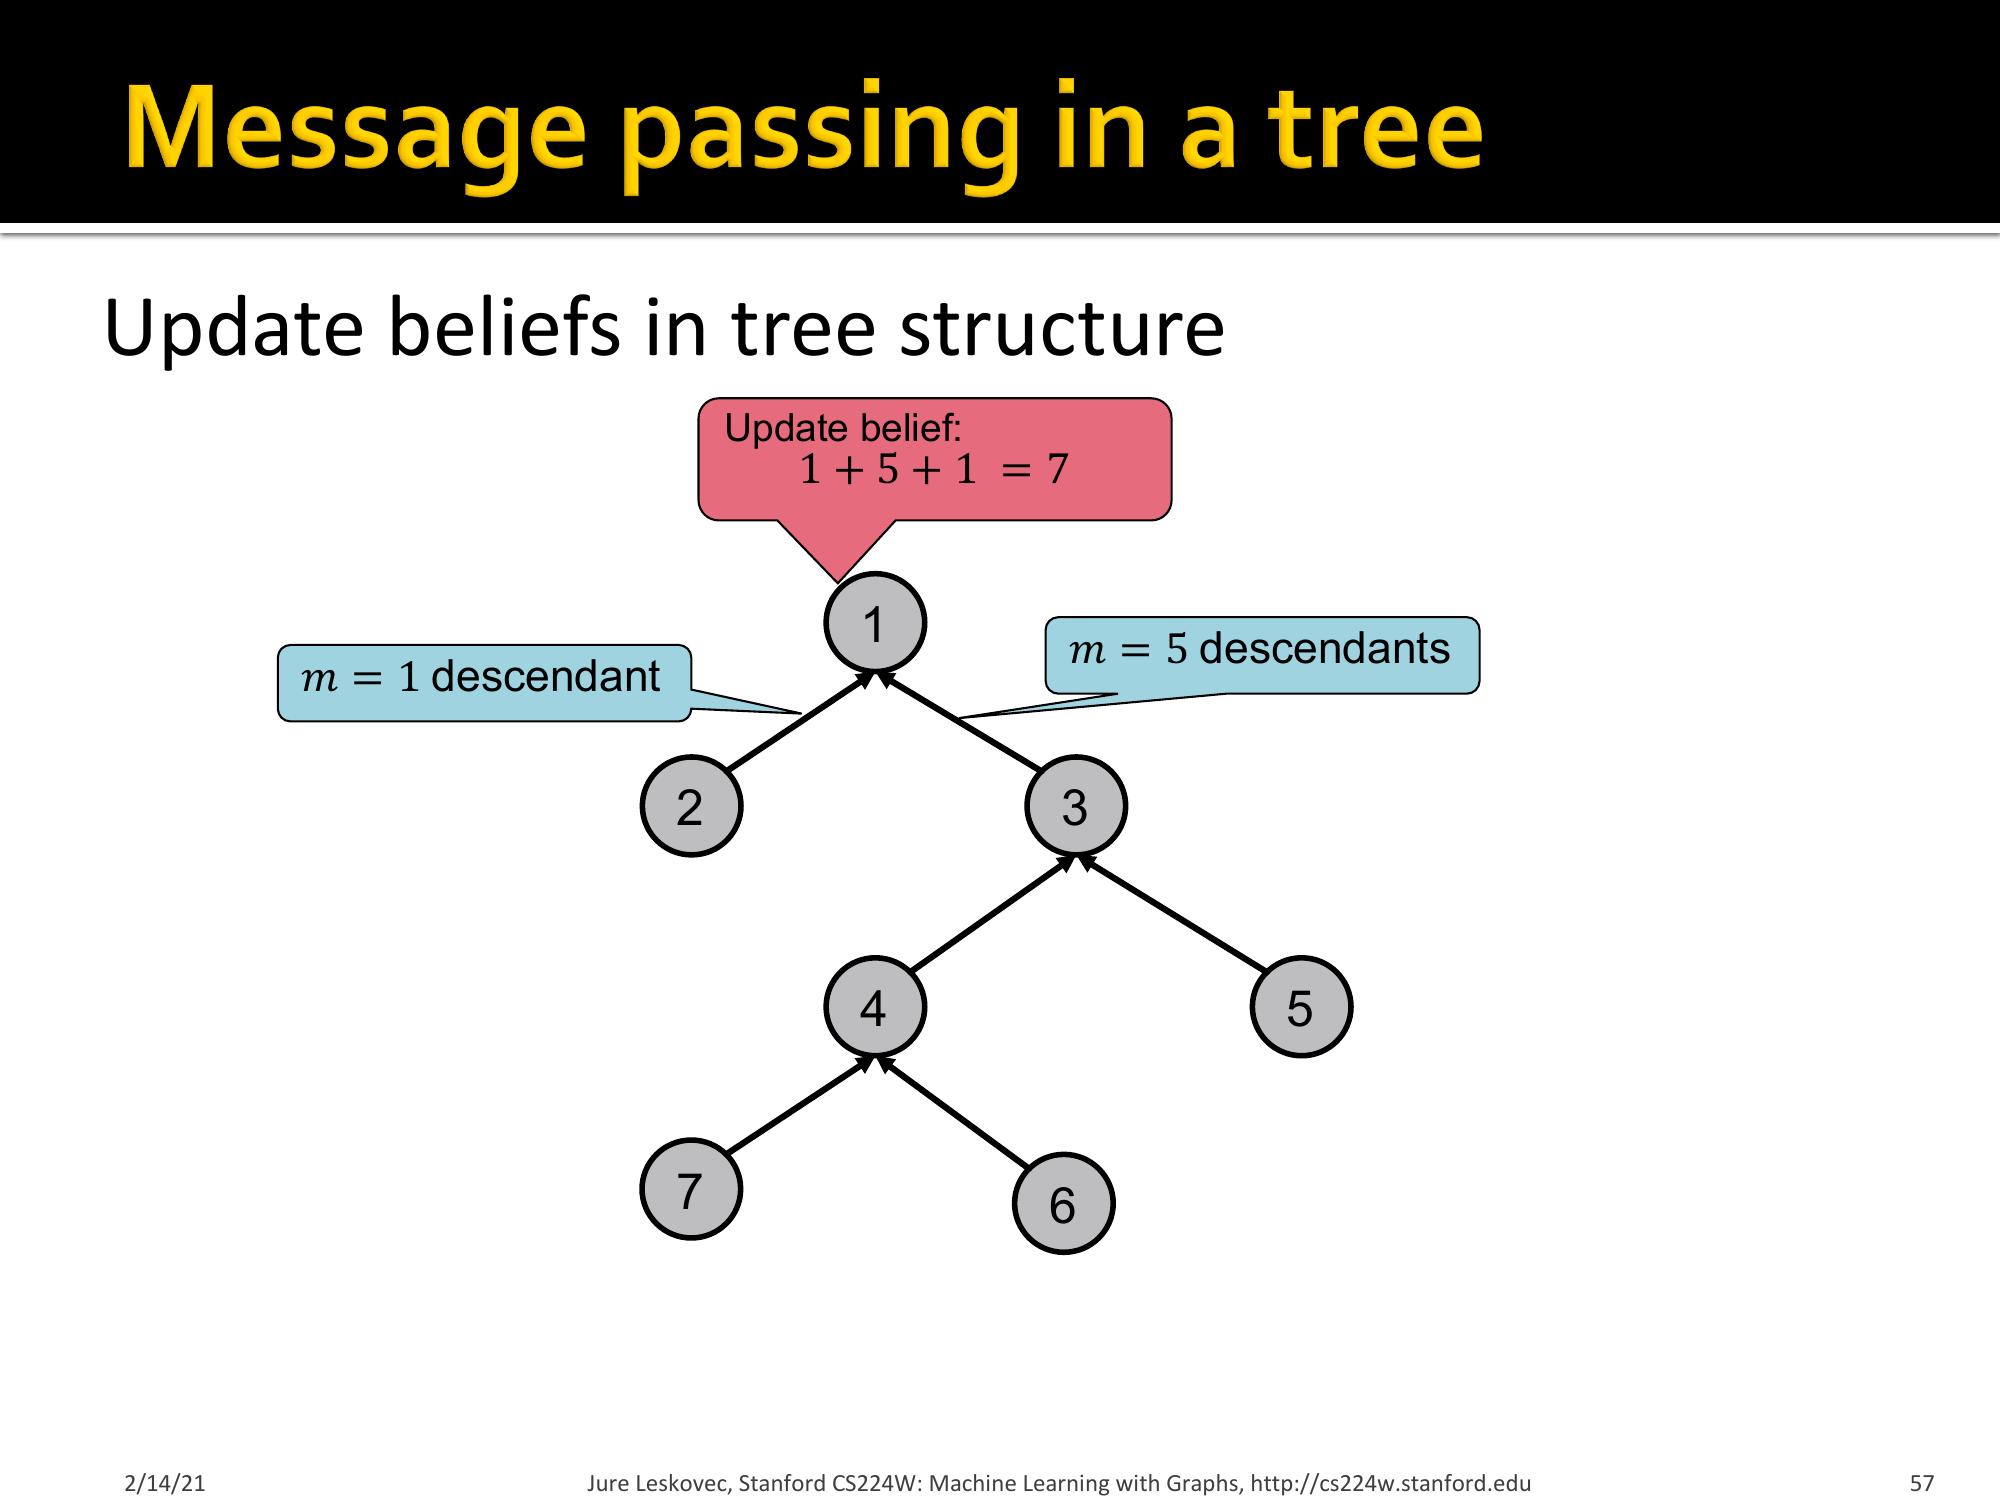 Message passing in a tree
Update beliefs in tree structure
Update belief:
1 + 5 + 1 = 7
1
m = 1 descendant
m = 5 descendants
2
3
4
5
7
6
2/14/21
Jure Leskovec, Stanford CS224W: Machine Learning with Graphs, http://cs224w.stanford.edu
57